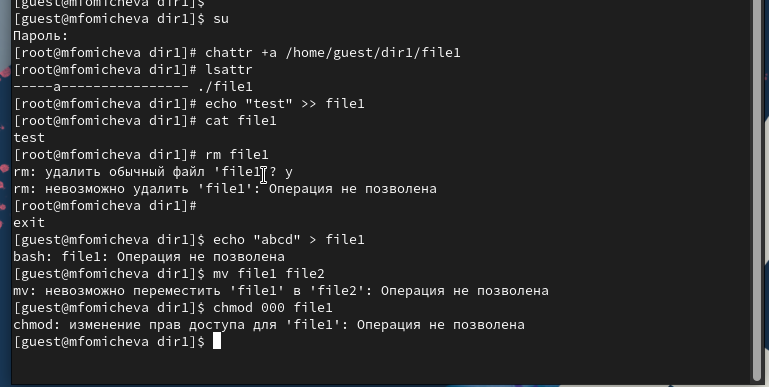 [guest@mfomicheva dir1]$
[guest@mfomicheva dir1]$ su
Пароль:
[root@mfomicheva dir1]# chattr +a /home/guest/dir1/file1
[root@mfomicheva dir1]# lsattr
-----a---------------- ./file1
[root@mfomicheva dir1]# echo "test" >> file1
[root@mfomicheva dir1]# cat file1
test
[root@mfomicheva dir1]# rm file1
rm: удалить обычный файл 'file1'? y
rm: невозможно удалить 'file1': Операция не позволена
[root@mfomicheva dir1]#
exit
[guest@mfomicheva dir1]$ echo "abcd" > file1
bash: file1: Операция не позволена
[guest@mfomicheva dir1]$ mv file1 file2
mv: невозможно переместить 'file1' в 'file2': Операция не позволена
[guest@mfomicheva dir1]$ chmod 000 file1
chmod: изменение прав доступа для 'file1': Операция не позволена
[guest@mfomicheva dir1]$